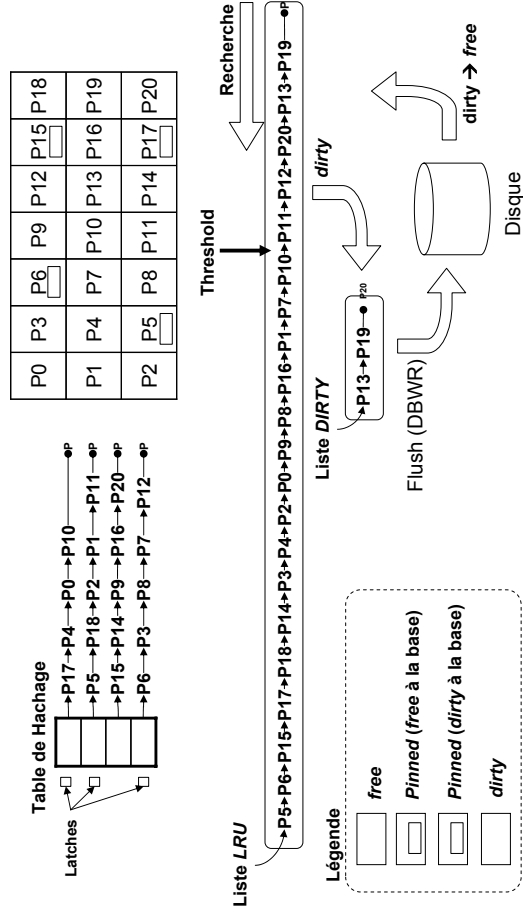 Table de Hachage
Latches
P17 P4 P0 P10 P
P5 P18 P2 P1 P11 P
P15 P14 P9 P16 P20 P
P6 P3 P8 P7 P12 P
P0 P3 P6 P9 P12 P15 P18
P1 P4 P7 P10 P13 P16 P19
P2 P5 P8 P11 P14 P17 P20
Threshold
Recherche
Liste LRU
P5 P6 P15 P17 P18 P14 P3 P4 P2 P0 P9 P8 P16 P1 P7 P10 P11 P12 P20 P13 P19 P
Liste DIRTY
dirty
P13 P19 P20
Flush (DBWR)
Disque
dirty → free
Légende
free
Pinned (free à la base)
Pinned (dirty à la base)
dirty